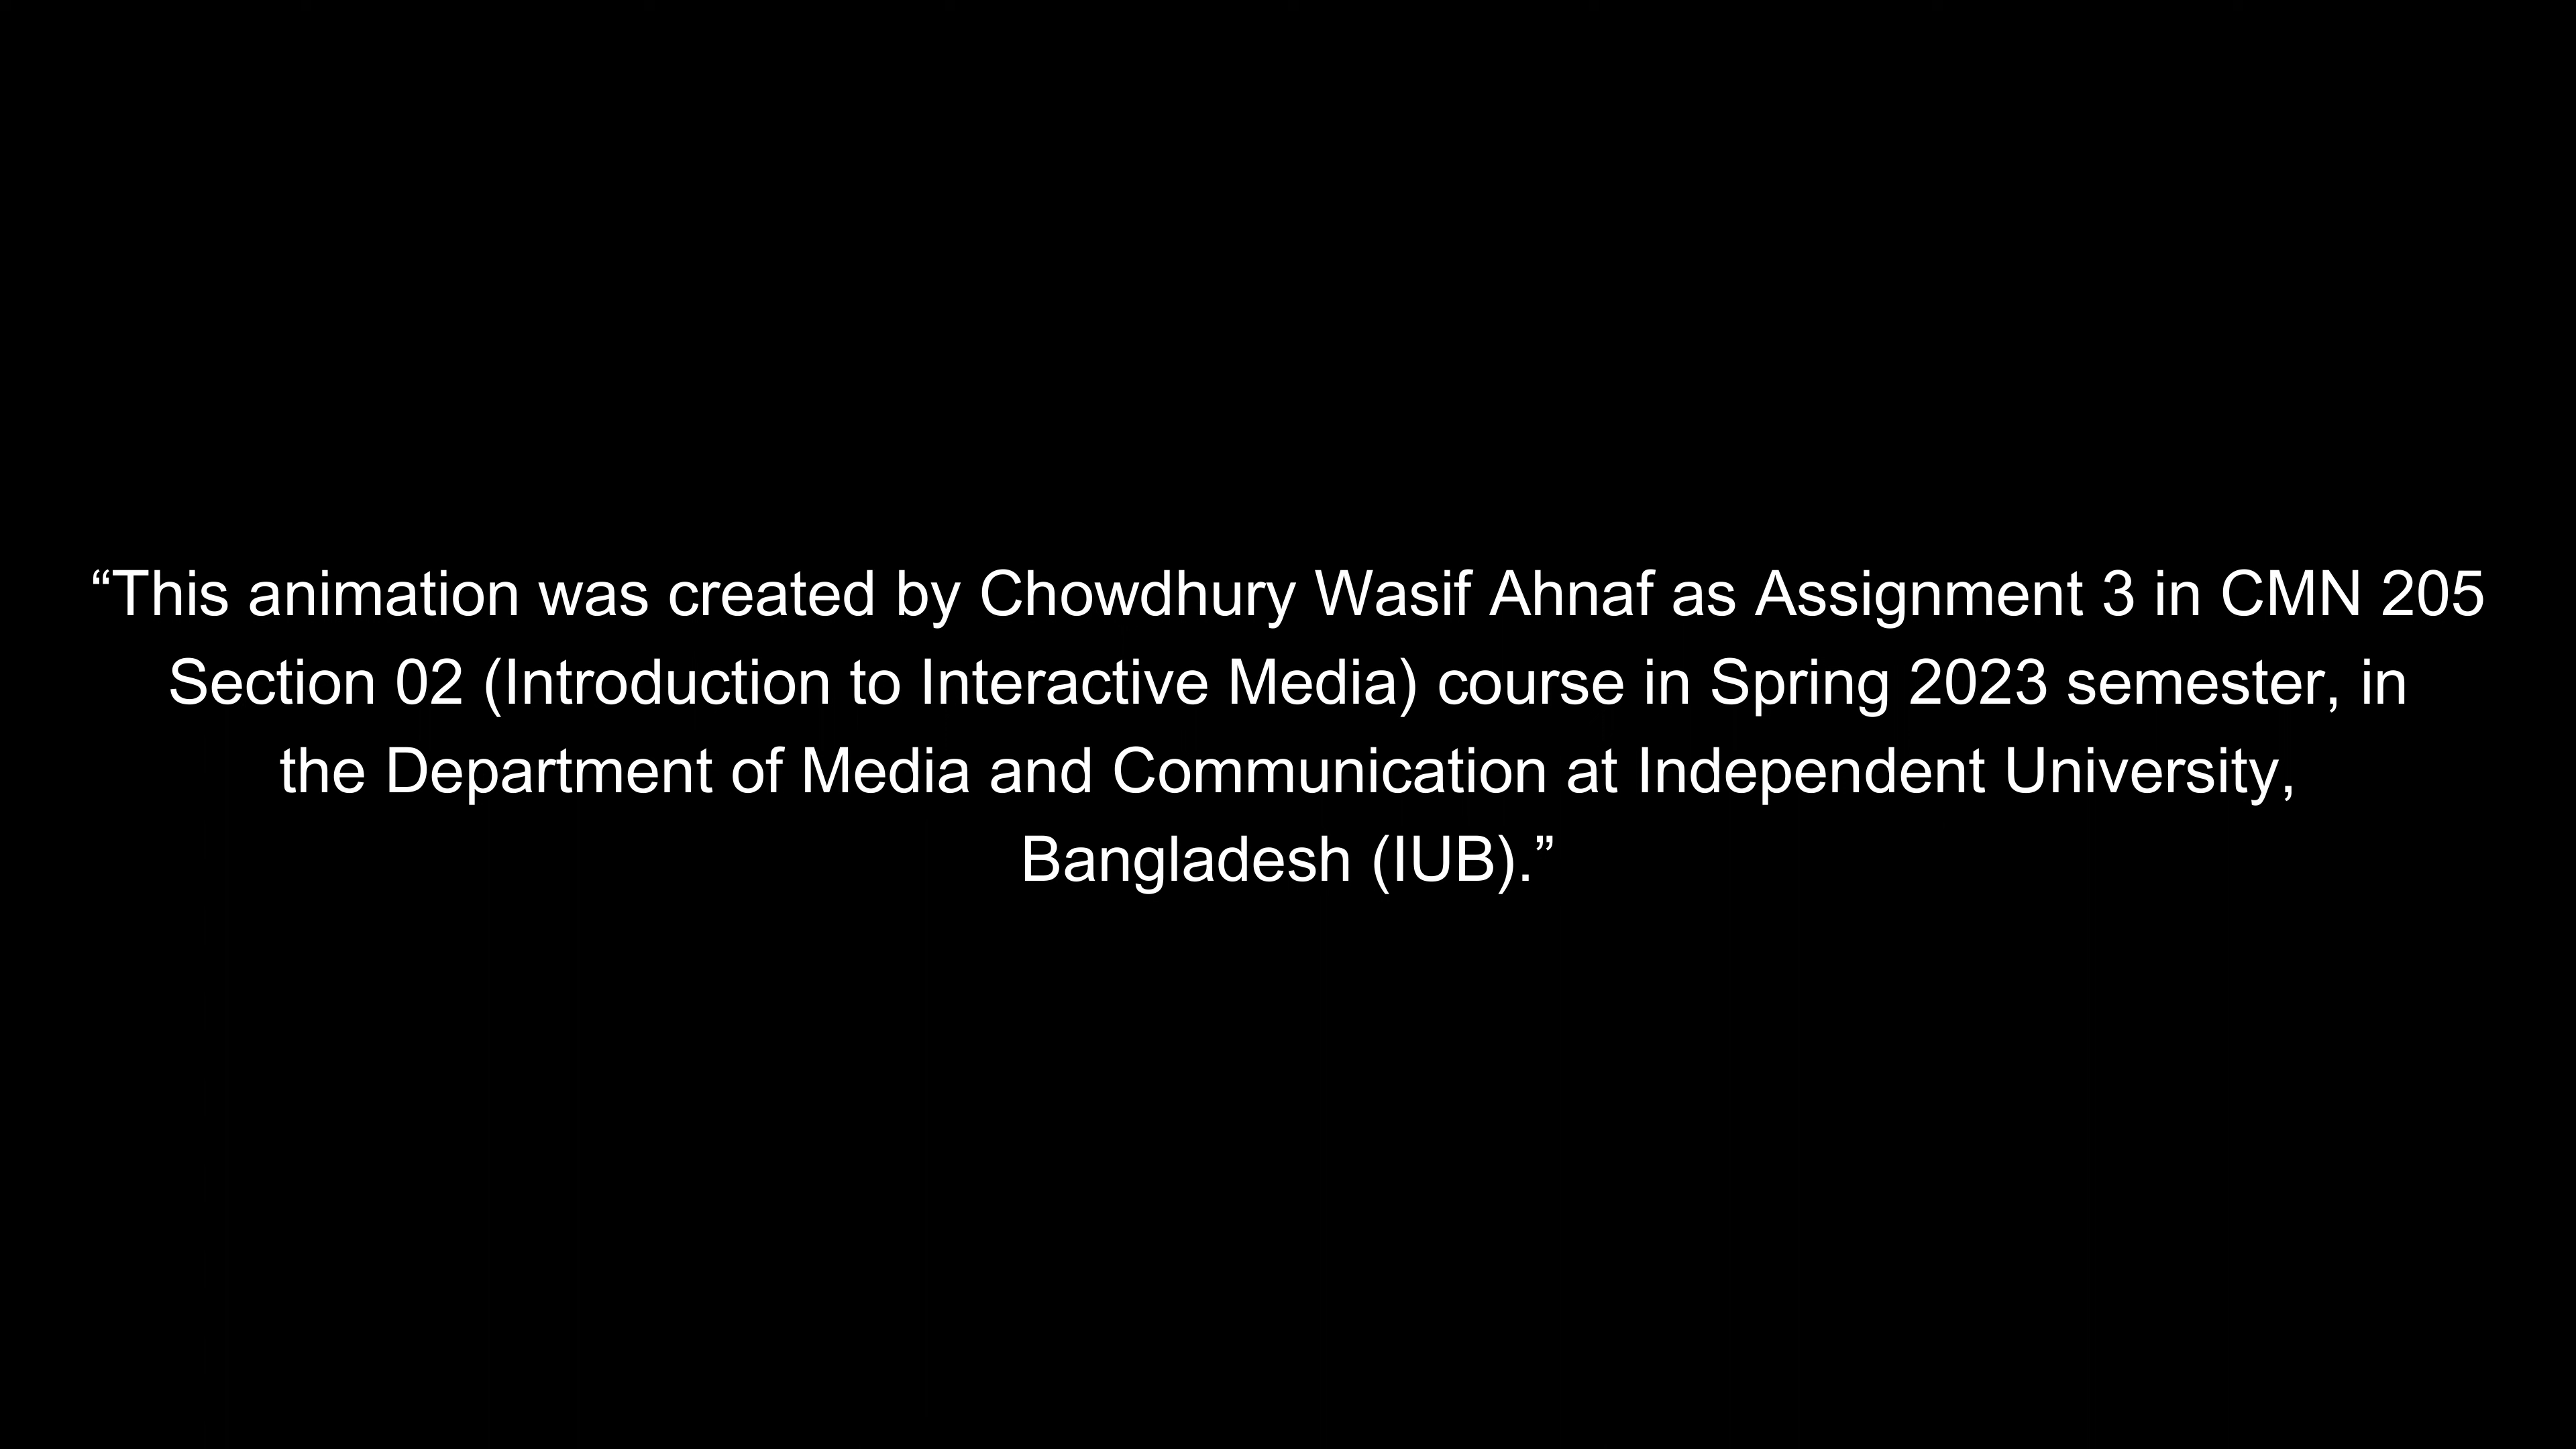 “This animation was created by Chowdhury Wasif Ahnaf as Assignment 3 in CMN 205
Section 02 (Introduction to Interactive Media) course in Spring 2023 semester, in
the Department of Media and Communication at Independent University,
Bangladesh (IUB).”